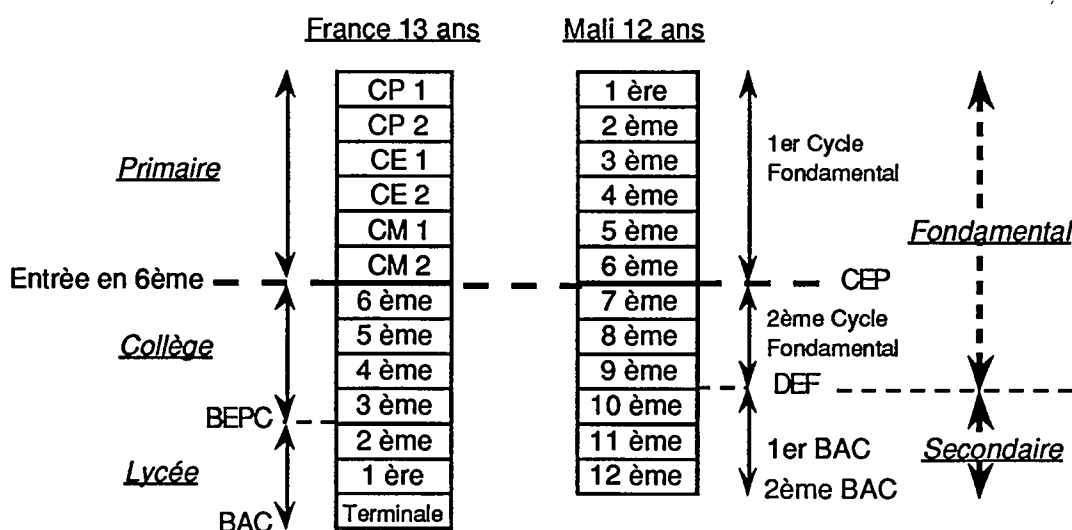 France 13 ans
Mali 12 ans
CP 1
1 ère
CP 2
2 ème
1er Cycle
CE 1
3 ème
Fondamental
Primaire
CE 2
4 ème
CM 1
5 ème
Fondamental
CM 2
6 ème
Entrèe en 6ème
CEP
6 ème
7 ème
2ème Cycle
Collège
5 ème
8 ème
Fondamental
4 ème
9 ème
DEF
BEPC
3 ème
10 ème
2 ème
11 ème
1er BAC
Secondaire
Lycée
1 ère
12 ème
2ème BAC
BAC
Terminale